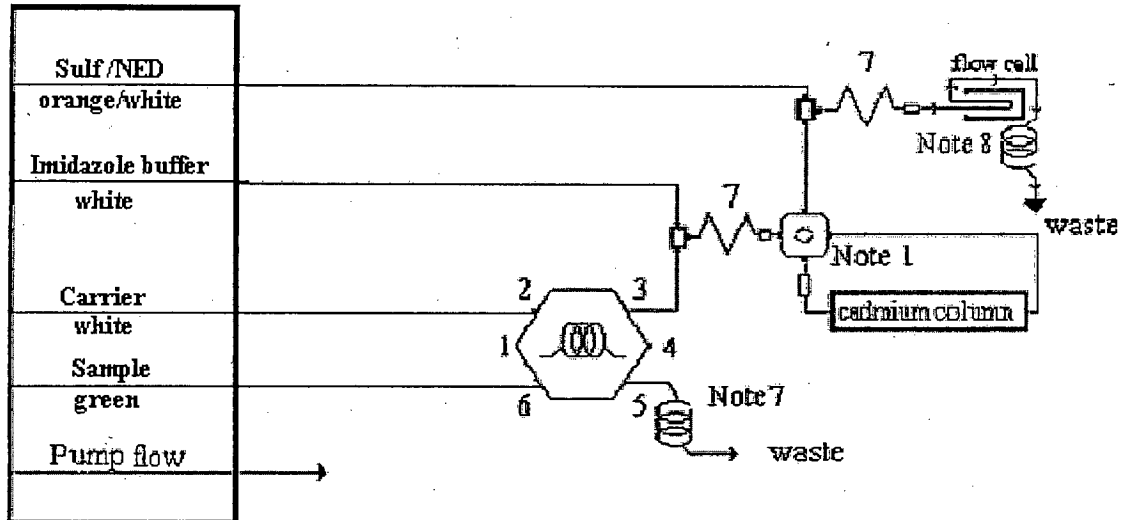 Sulf/NED
orange/white
Imidazole buffer
white
Carrier
white
Sample
green
Pump flow
2
3
1
4
6
5
Note 7
waste
7
7
flow cell
Note 8
waste
Note 1
cadmium column